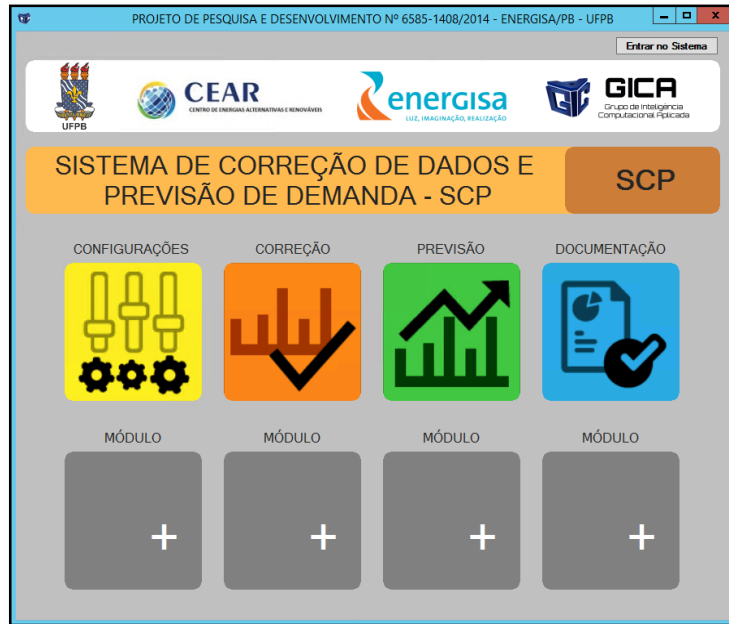 PROJETO DE PESQUISA E DESENVOLVIMENTO Nº 6585-1408/2014 - ENERGISA/PB - UFPB
Entrar no Sistema
UFPB
CEAR
CENTRO DE ENERGIAS ALTERNATIVAS E RENOVÁVEIS
energisa
LUZ, IMAGINAÇÃO, REALIZAÇÃO
GICA
Grupo de Inteligência
Computacional Aplicada
SISTEMA DE CORREÇÃO DE DADOS E
PREVISÃO DE DEMANDA - SCP
SCP
CONFIGURAÇÕES CORREÇÃO PREVISÃO DOCUMENTAÇÃO
MÓDULO MÓDULO MÓDULO MÓDULO
+ + + +